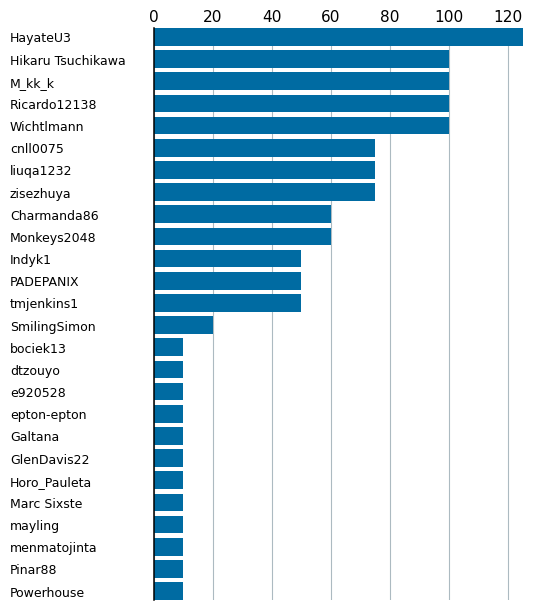 0 20 40 60 80 100 120
HayateU3
Hikaru Tsuchikawa
M_kk_k
Ricardo12138
Wichtlmann
cnll0075
liuqa1232
zisezhuya
Charmanda86
Monkeys2048
Indyk1
PADEPANIX
tmjenkins1
SmilingSimon
bociek13
dtzouyo
e920528
epton-epton
Galtana
GlenDavis22
Horo_Pauleta
Marc Sixste
mayling
menmatojinta
Pinar88
Powerhouse